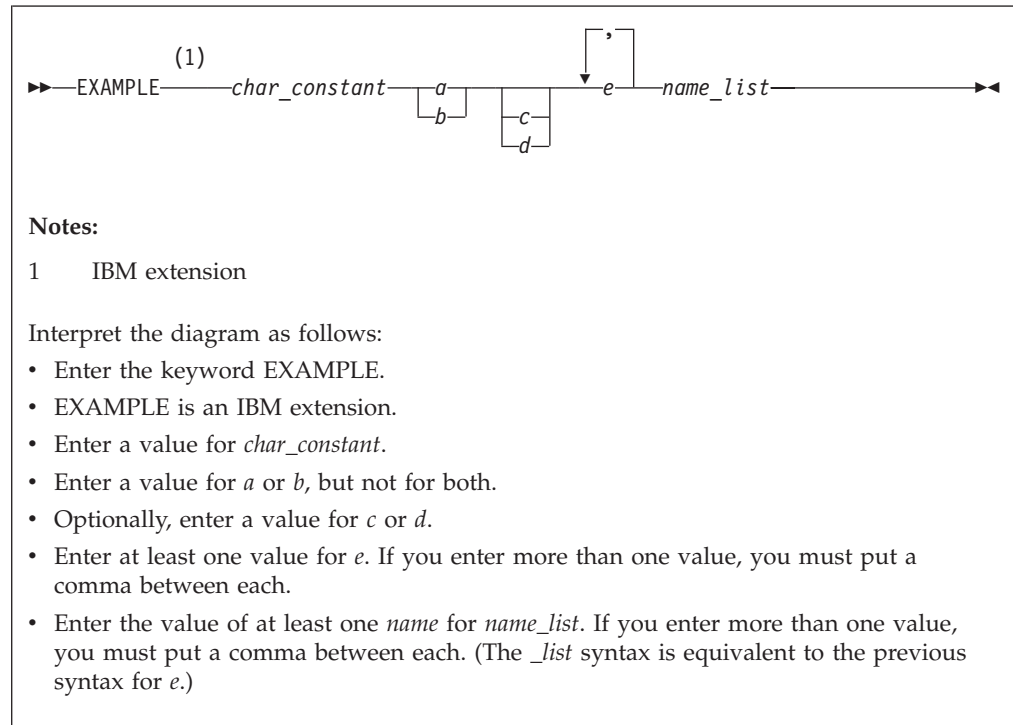 (1)
,
EXAMPLE char_constant a e name_list
b c
d
Notes:
1 IBM extension
Interpret the diagram as follows:
• Enter the keyword EXAMPLE.
• EXAMPLE is an IBM extension.
• Enter a value for char_constant.
• Enter a value for a or b, but not for both.
• Optionally, enter a value for c or d.
• Enter at least one value for e. If you enter more than one value, you must put a
comma between each.
• Enter the value of at least one name for name_list. If you enter more than one value,
you must put a comma between each. (The _list syntax is equivalent to the previous
syntax for e.)